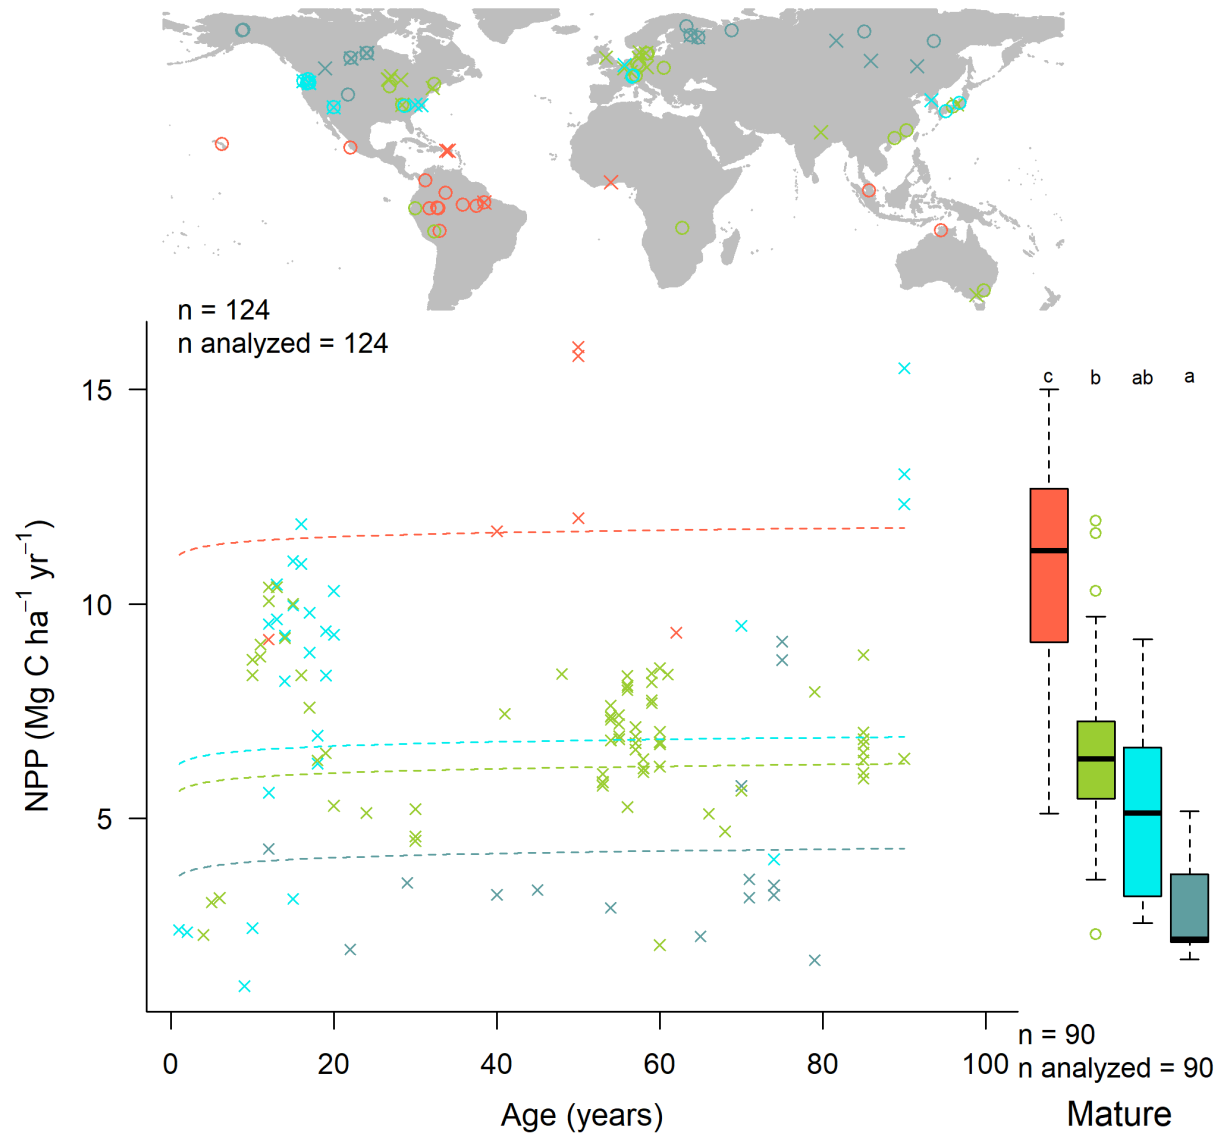 n = 124
n analyzed = 124
c b ab a
15
10
5
NPP (Mg C ha⁻¹ yr⁻¹)
0 20 40 60 80 100
n = 90
n analyzed = 90
Age (years)
Mature